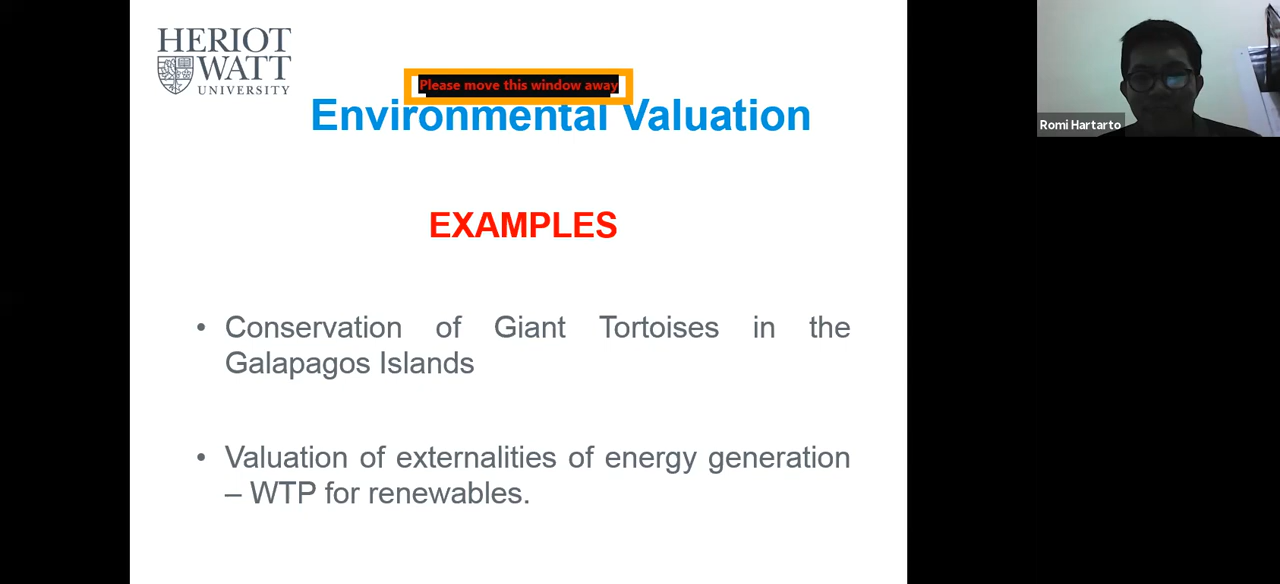 HERIOT
WATT
UNIVERSITY
Please move this window away
Environmental Valuation
EXAMPLES
• Conservation of Giant Tortoises in the
Galapagos Islands
• Valuation of externalities of energy generation
– WTP for renewables.
Romi Hartarto